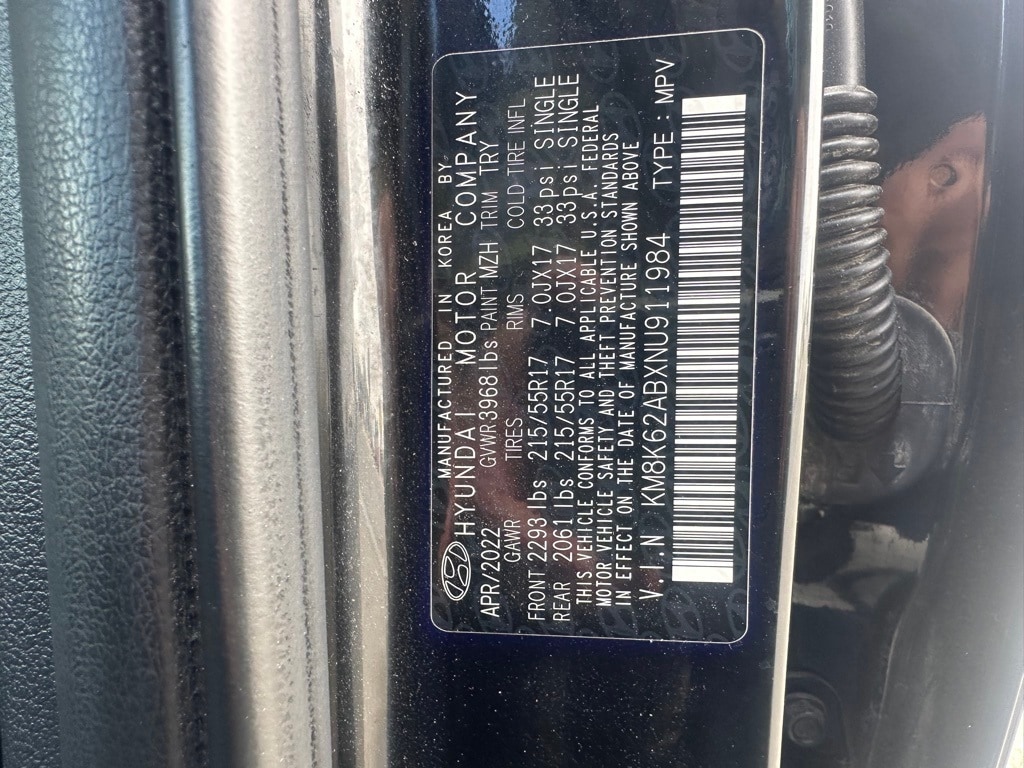 MANUFACTURED IN KOREA BY
HYUNDAI MOTOR COMPANY
APR/2022 GVWR3968lbs PAINT MZH TRIM TRY
GAWR TIRES RIMS COLD TIRE INFL
FRONT 2293lbs 215/55R17 7.0JX17 33psi SINGLE
REAR 2061lbs 215/55R17 7.0JX17 33psi SINGLE
THIS VEHICLE CONFORMS TO ALL APPLICABLE U.S.A. FEDERAL
MOTOR VEHICLE SAFETY AND THEFT PREVENTION STANDARDS
IN EFFECT ON THE DATE OF MANUFACTURE SHOWN ABOVE
V.I.N KM8K62ABXNU911984 TYPE : MPV